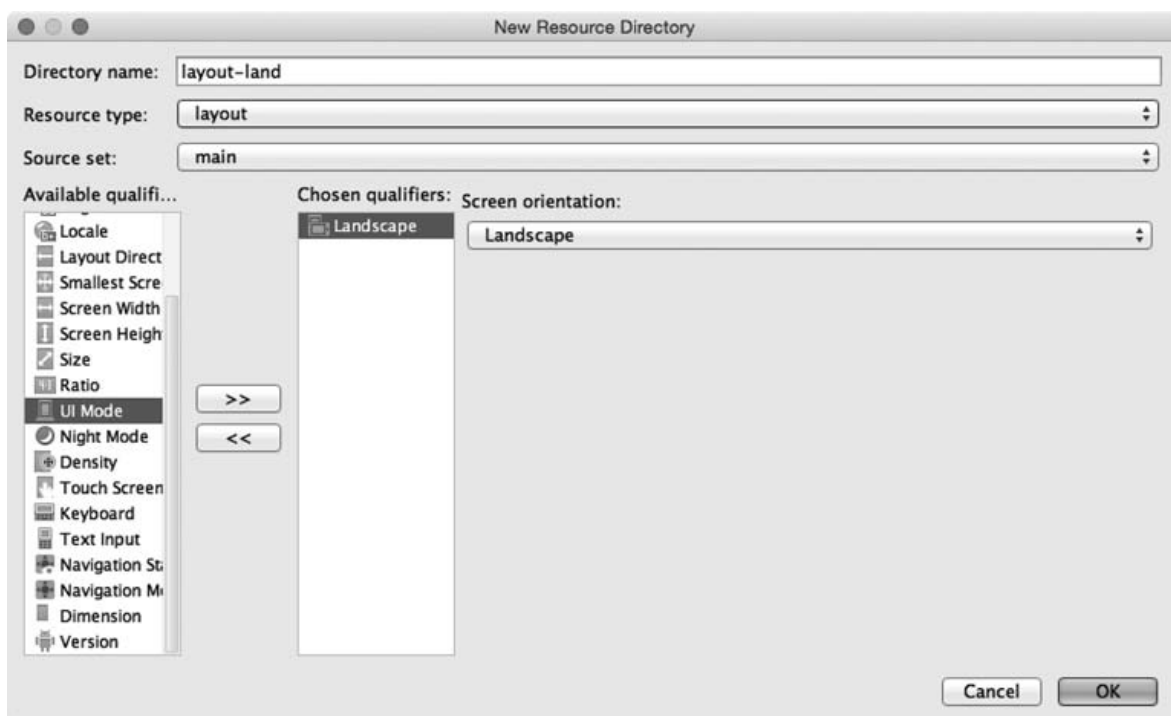 New Resource Directory
Directory name: layout-land
Resource type: layout
Source set: main
Available qualifi...
Locale
Layout Direct
Smallest Scre
Screen Width
Screen Heigh
Size
Ratio
UI Mode
Night Mode
Density
Touch Screen
Keyboard
Text Input
Navigation Sta
Navigation M
Dimension
Version
>>
<<
Chosen qualifiers:
Landscape
Screen orientation:
Landscape
Cancel OK